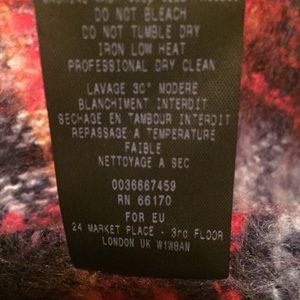 DO NOT BLEACH
DO NOT TUMBLE DRY
IRON LOW HEAT
PROFESSIONAL DRY CLEAN
LAVAGE 30° MODERE
BLANCHIMENT INTERDIT
SECHAGE EN TAMBOUR INTERDIT
REPASSAGE A TEMPERATURE
FAIBLE
NETTOYAGE A SEC
0036667459
RN 66170
FOR EU
24 MARKET PLACE - 3rd FLOOR
LONDON UK W1W8AN